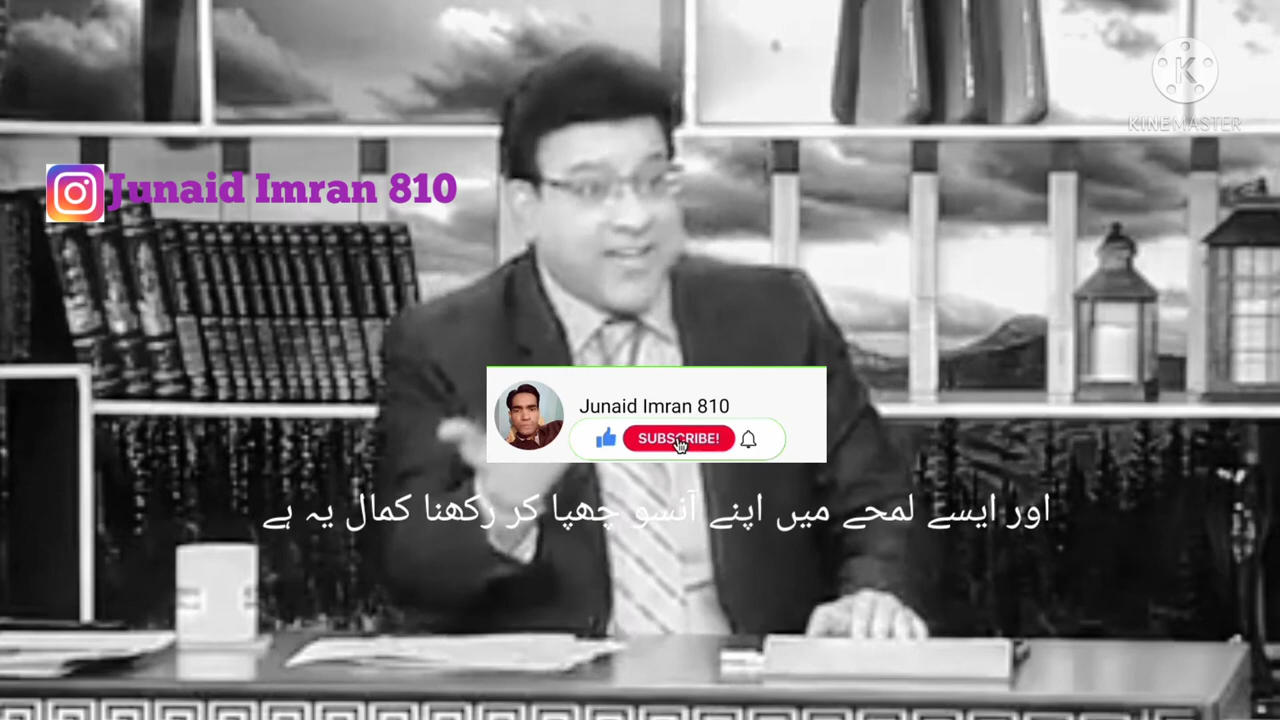 KINEMASTER
Junaid Imran 810
Junaid Imran 810
SUBSCRIBE!
اور ایسے لمحے میں اپنے آنسو چھپا کر رکھنا کمال یہ ہے